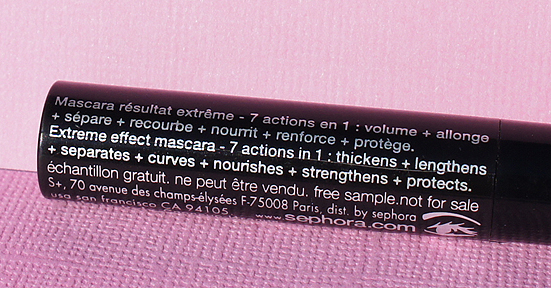 Mascara résultat extrême - 7 actions en 1 : volume + allonge
+ sépare + recourbe + nourrit + renforce + protège.
Extreme effect mascara - 7 actions in 1 : thickens + lengthens
+ separates + curves + nourishes + strengthens + protects.
échantillon gratuit. ne peut être vendu. free sample.not for sale
S+, 70 avenue des champs-élysées F-75008 Paris, dist. by sephora
usa san francisco CA 94105. www.sephora.com